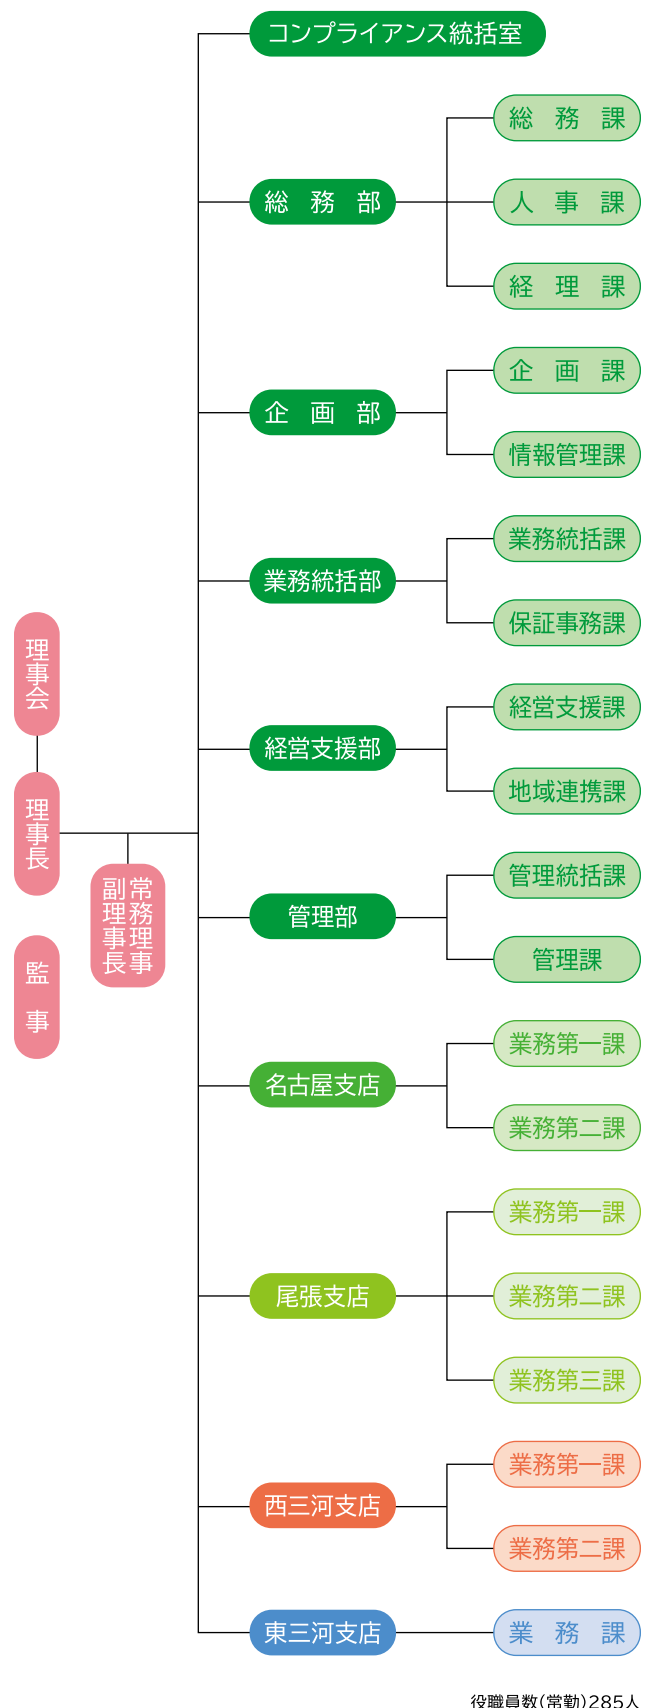 理事会
理事長
副理事長
常務理事
監　事
コンプライアンス統括室
総　務　部
総　務　課
人　事　課
経　理　課
企　画　部
企　画　課
情報管理課
業務統括部
業務統括課
保証事務課
経営支援部
経営支援課
地域連携課
管理部
管理統括課
管理課
名古屋支店
業務第一課
業務第二課
尾張支店
業務第一課
業務第二課
業務第三課
西三河支店
業務第一課
業務第二課
東三河支店
業　務　課
役職員数(常勤)285人